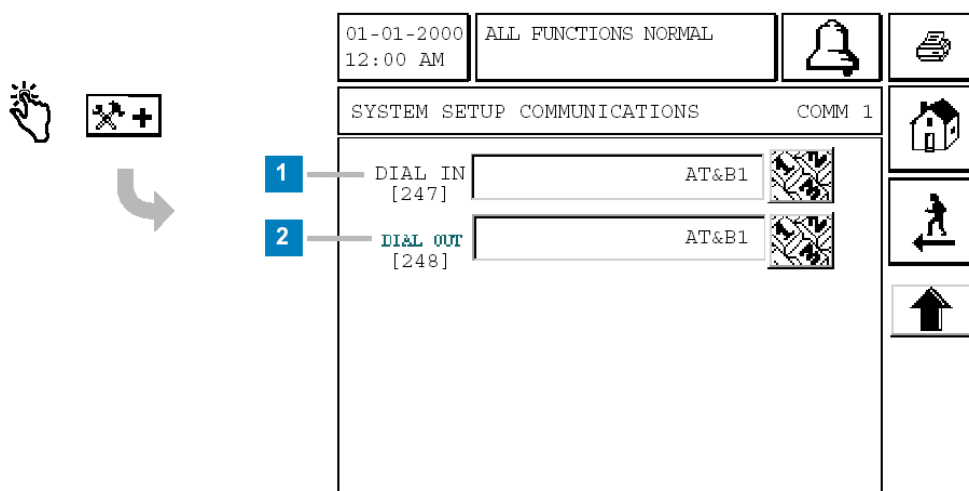 01-01-2000
12:00 AM
ALL FUNCTIONS NORMAL
SYSTEM SETUP COMMUNICATIONS COMM 1
1 DIAL IN AT&B1
[247]
2 DIAL OUT AT&B1
[248]